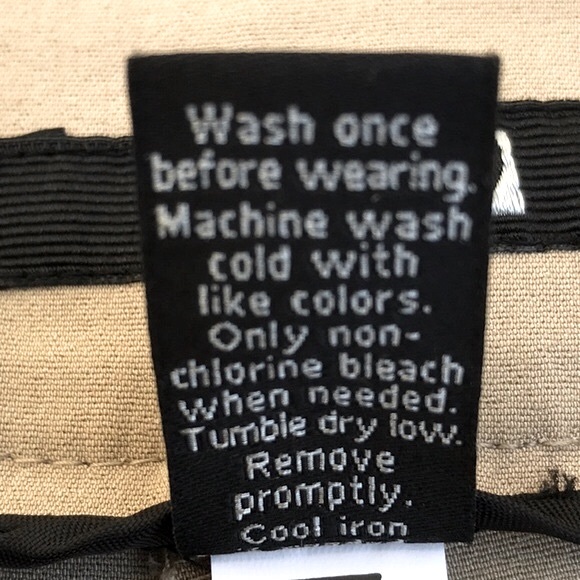 Wash once
before wearing.
Machine wash
cold with
like colors.
Only non-
chlorine bleach
when needed.
Tumble dry low.
Remove
promptly.
Cool iron